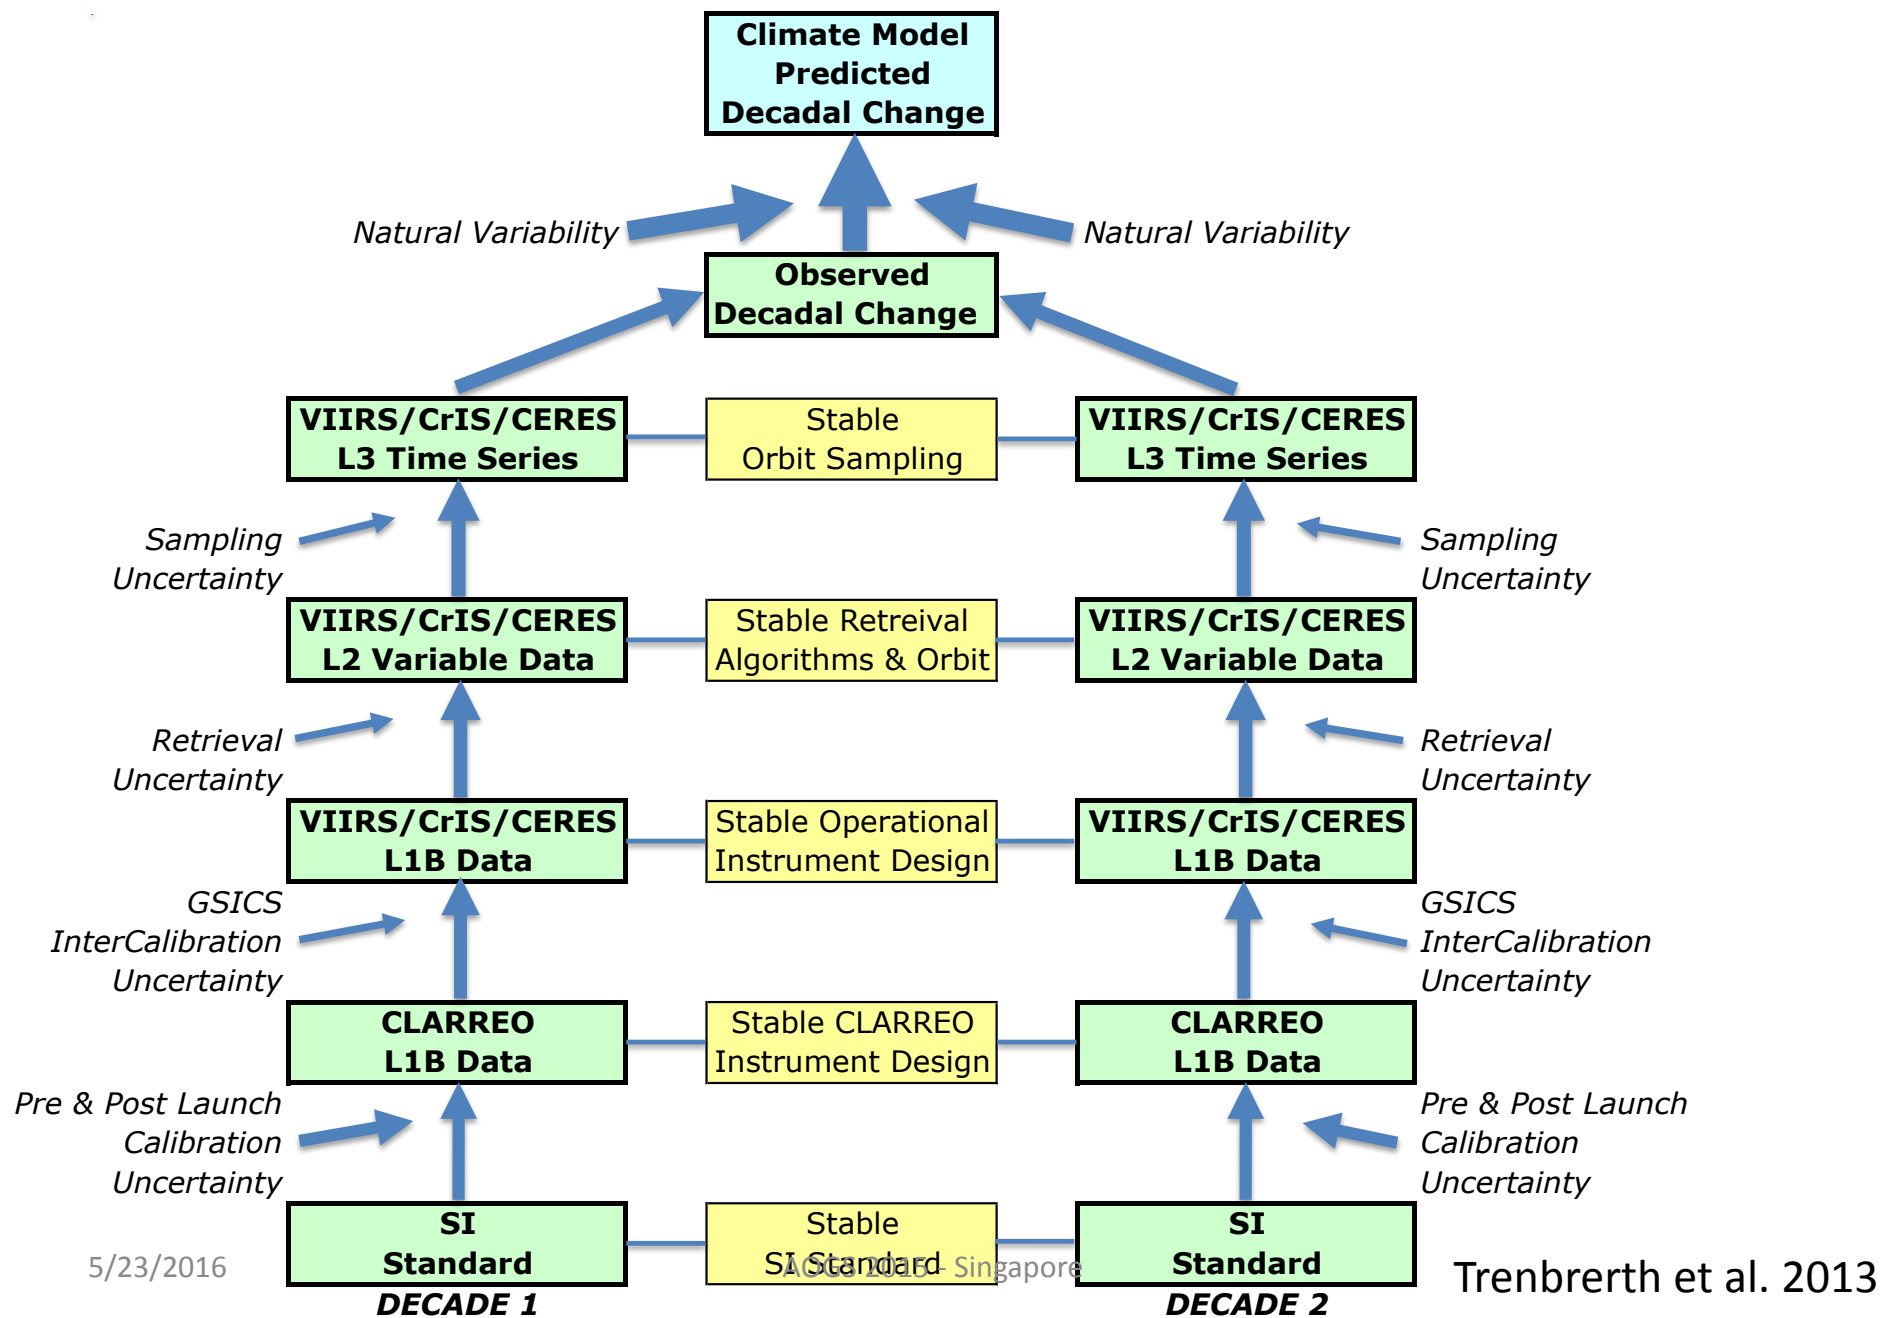 Climate Model
Predicted
Decadal Change
Natural Variability
Natural Variability
Observed
Decadal Change
VIIRS/CrIS/CERES
L3 Time Series
Stable
Orbit Sampling
VIIRS/CrIS/CERES
L3 Time Series
Sampling
Uncertainty
Sampling
Uncertainty
VIIRS/CrIS/CERES
L2 Variable Data
Stable Retreival
Algorithms & Orbit
VIIRS/CrIS/CERES
L2 Variable Data
Retrieval
Uncertainty
Retrieval
Uncertainty
VIIRS/CrIS/CERES
L1B Data
Stable Operational
Instrument Design
VIIRS/CrIS/CERES
L1B Data
GSICS
InterCalibration
Uncertainty
GSICS
InterCalibration
Uncertainty
CLARREO
L1B Data
Stable CLARREO
Instrument Design
CLARREO
L1B Data
Pre & Post Launch
Calibration
Uncertainty
Pre & Post Launch
Calibration
Uncertainty
SI
Standard
Stable
SI Standard
SI
Standard
5/23/2016
AOGS 2015 - Singapore
Trenbrerth et al. 2013
DECADE 1
DECADE 2